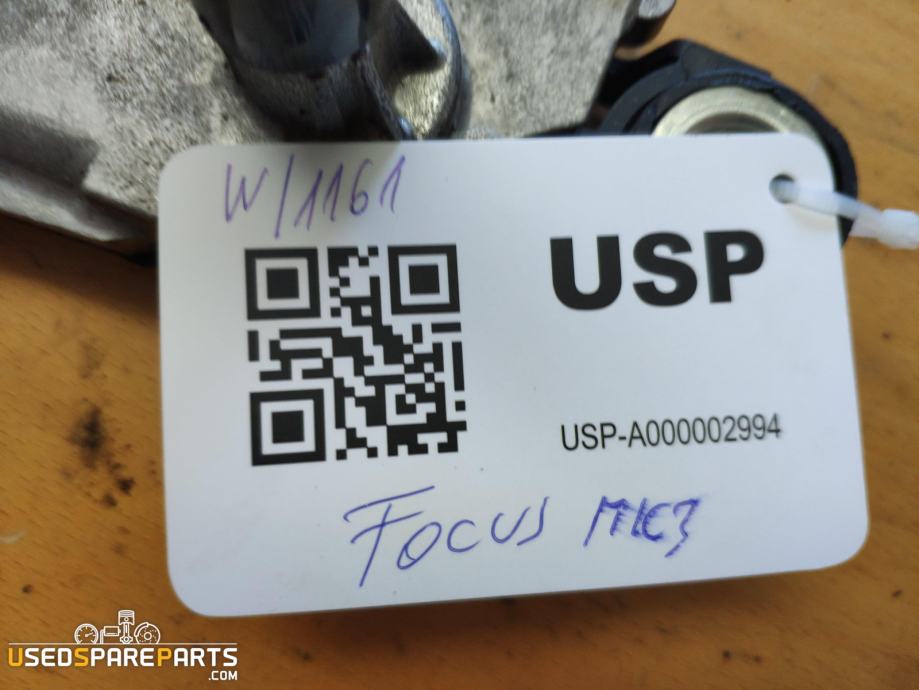 W/1161
USP
USP-A000002994
FOCUS MK3
USEDSPAREPARTS
.COM